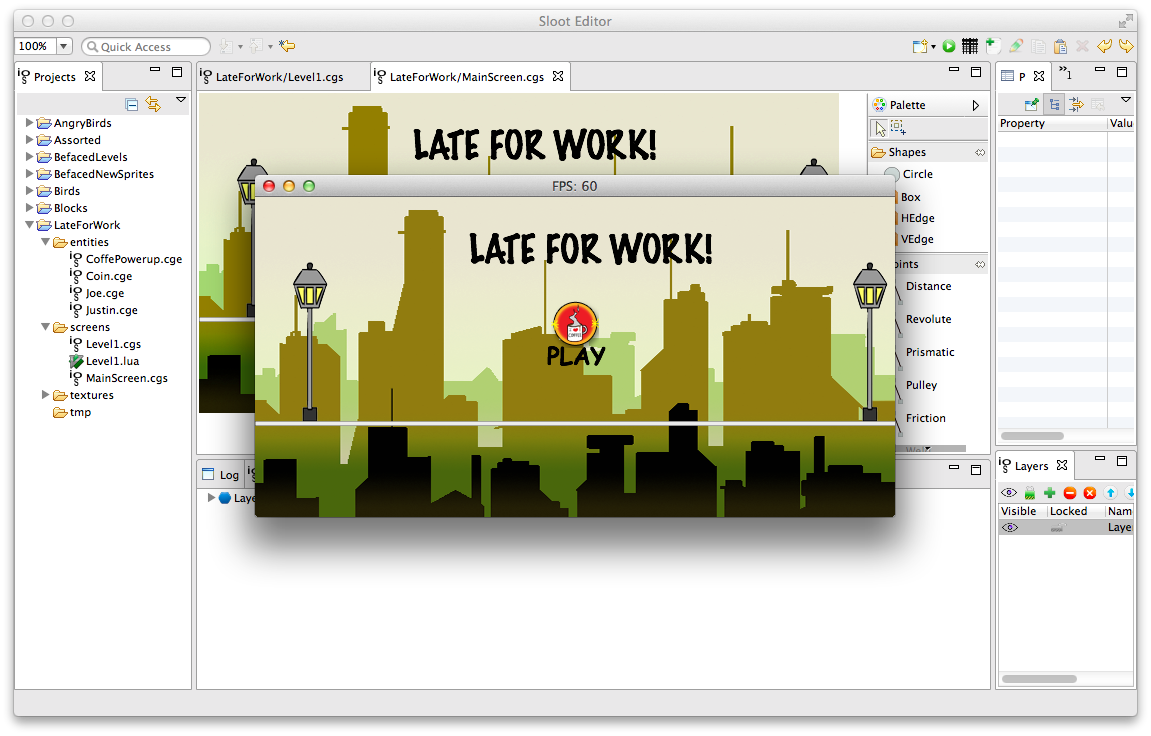 Sloot Editor
100%
Quick Access
Projects
LateForWork/Level1.cgs
LateForWork/MainScreen.cgs
P
»1
AngryBirds
Assorted
BefacedLevels
BefacedNewSprites
Birds
Blocks
LateForWork
entities
CoffePowerup.cge
Coin.cge
Joe.cge
Justin.cge
screens
Level1.cgs
Level1.lua
MainScreen.cgs
textures
tmp
LATE FOR WORK!
FPS: 60
LATE FOR WORK!
COFFEE
PLAY
Palette
Shapes
Circle
Box
HEdge
VEdge
oints
Distance
Revolute
Prismatic
Pulley
Friction
Property
Valu
Log
Laye
Layers
Visible
Locked
Nam
Laye